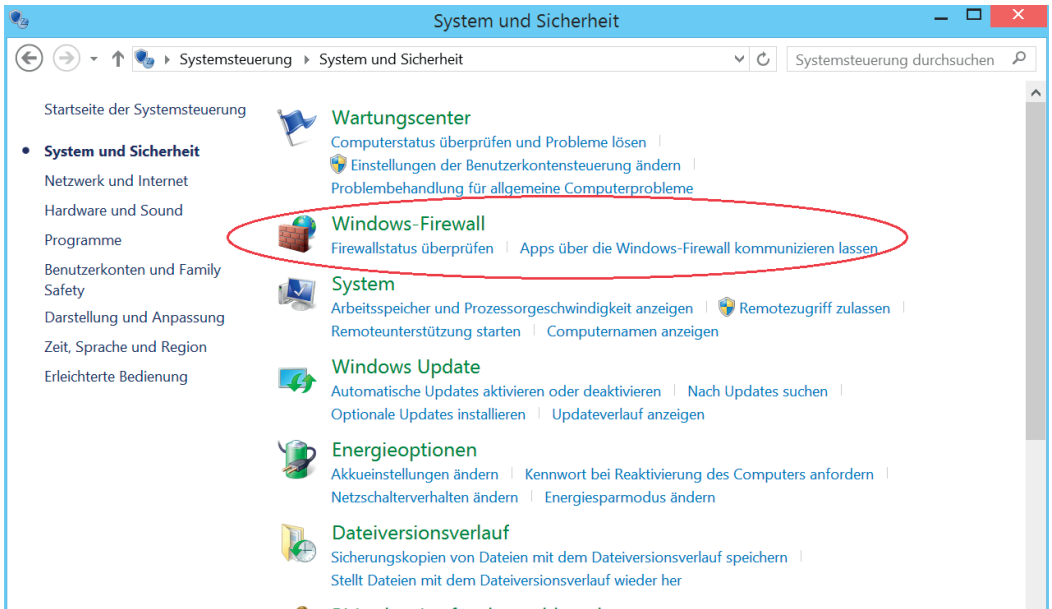 System und Sicherheit
Systemsteuerung System und Sicherheit
Systemsteuerung durchsuchen
Startseite der Systemsteuerung
System und Sicherheit
Netzwerk und Internet
Hardware und Sound
Programme
Benutzerkonten und Family
Safety
Darstellung und Anpassung
Zeit, Sprache und Region
Erleichterte Bedienung
Wartungscenter
Computerstatus überprüfen und Probleme lösen
Einstellungen der Benutzerkontensteuerung ändern
Problembehandlung für allgemeine Computerprobleme
Windows-Firewall
Firewallstatus überprüfen Apps über die Windows-Firewall kommunizieren lassen
System
Arbeitsspeicher und Prozessorgeschwindigkeit anzeigen Remotezugriff zulassen
Remoteunterstützung starten Computernamen anzeigen
Windows Update
Automatische Updates aktivieren oder deaktivieren Nach Updates suchen
Optionale Updates installieren Updateverlauf anzeigen
Energieoptionen
Akkueinstellungen ändern Kennwort bei Reaktivierung des Computers anfordern
Netzschalterverhalten ändern Energiesparmodus ändern
Dateiversionsverlauf
Sicherungskopien von Dateien mit dem Dateiversionsverlauf speichern
Stellt Dateien mit dem Dateiversionsverlauf wieder her